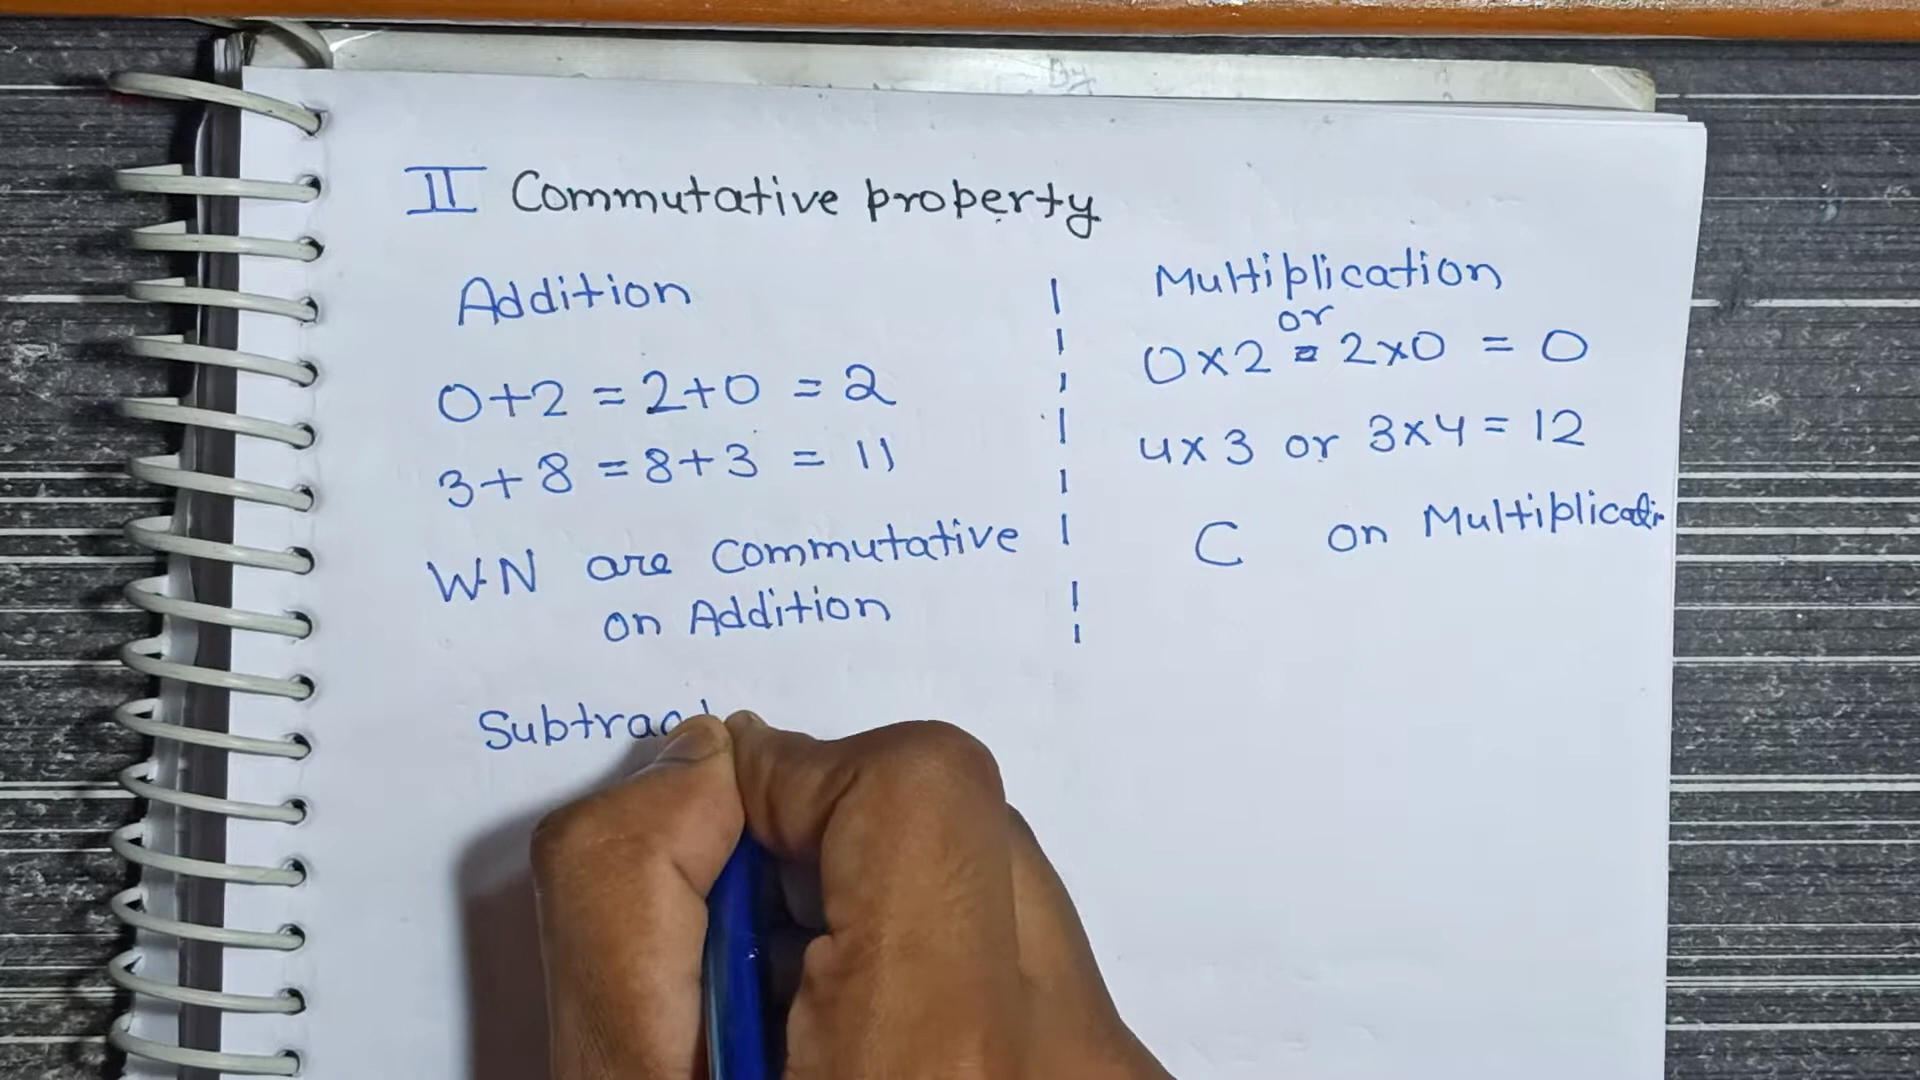 II Commutative property
Addition
0+2 = 2+0 = 2
3+8 = 8+3 = 11
W.N are commutative
on Addition
Multiplication
or
0×2 = 2×0 = 0
4×3 or 3×4 = 12
C on Multiplicati
Subtract